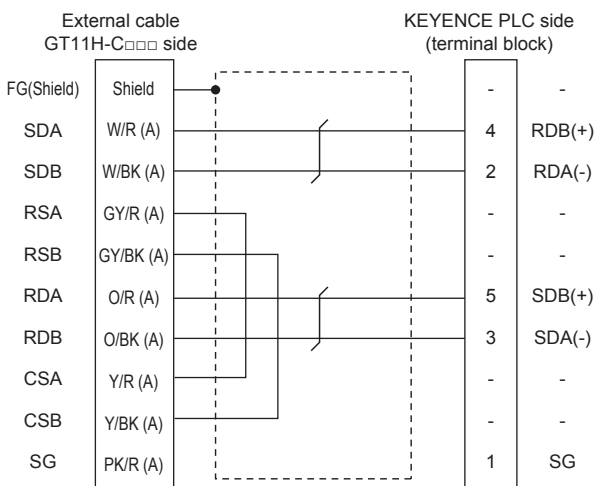 External cable
GT11H-C□□□ side
KEYENCE PLC side
(terminal block)
FG(Shield) Shield - -
SDA W/R (A) 4 RDB(+)
SDB W/BK (A) 2 RDA(-)
RSA GY/R (A) - -
RSB GY/BK (A) - -
RDA O/R (A) 5 SDB(+)
RDB O/BK (A) 3 SDA(-)
CSA Y/R (A) - -
CSB Y/BK (A) - -
SG PK/R (A) 1 SG